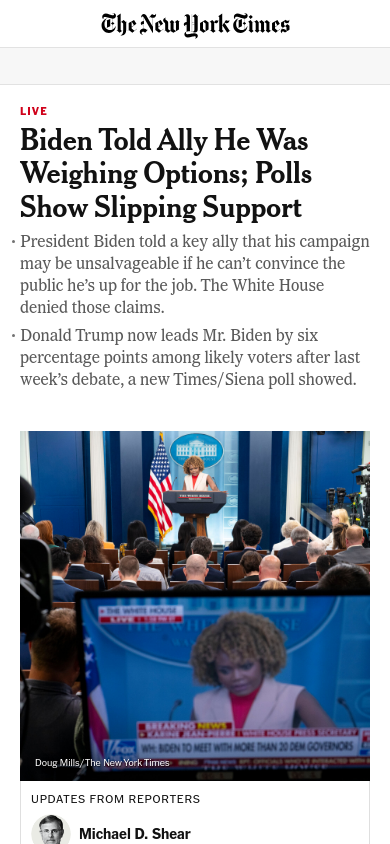 The New York Times
LIVE
Biden Told Ally He Was
Weighing Options; Polls
Show Slipping Support
· President Biden told a key ally that his campaign
may be unsalvageable if he can’t convince the
public he’s up for the job. The White House
denied those claims.
· Donald Trump now leads Mr. Biden by six
percentage points among likely voters after last
week’s debate, a new Times/Siena poll showed.
THE WHITE HOUSE
THE WHITE HOUSE
LIVE
BREAKING NEWS
KARINE JEAN-PIERRE | WHITE HOUSE PRESS SECRETARY
WH: BIDEN TO MEET WITH MORE THAN 20 DEM GOVERNORS
FOX
Doug Mills/The New York Times
UPDATES FROM REPORTERS
Michael D. Shear